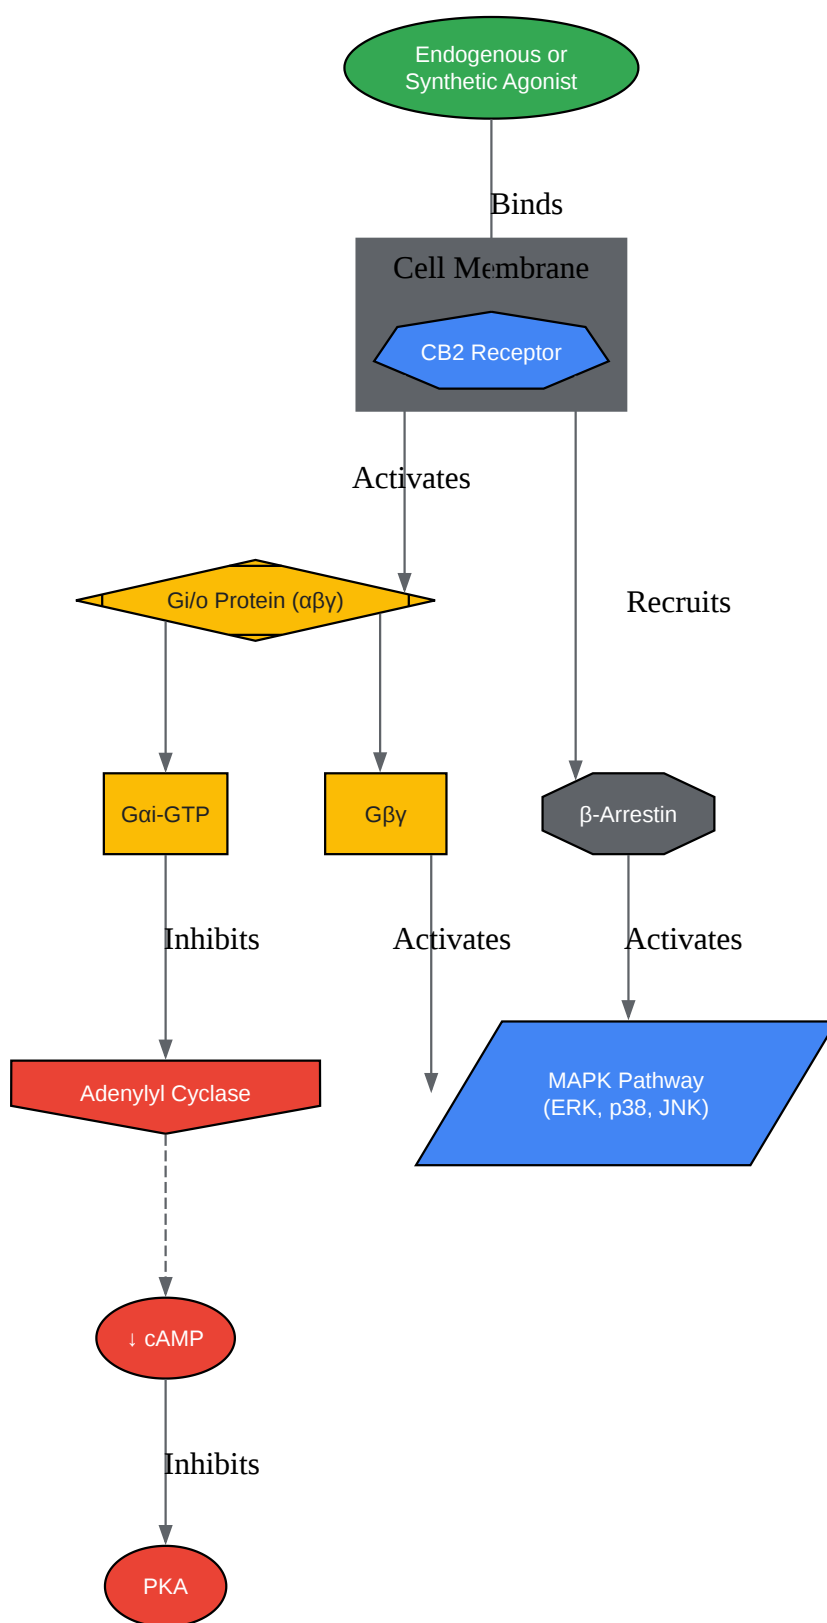 Endogenous or
Synthetic Agonist
Binds
Cell Membrane
CB2 Receptor
Activates
Gi/o Protein (αβγ)
Recruits
Gαi-GTP
Gβγ
β-Arrestin
Inhibits
Activates
Activates
MAPK Pathway
(ERK, p38, JNK)
Adenylyl Cyclase
↓ cAMP
Inhibits
PKA